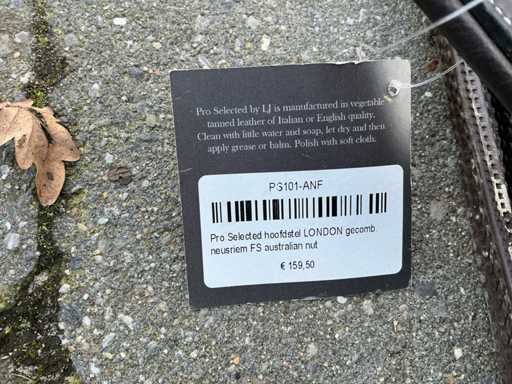 Pro Selected by LJ is manufactured in vegetable
tanned leather of Italian or English quality.
Clean with little water and soap, let dry and then
apply grease or balm. Polish with soft cloth.
PS101-ANF
Pro Selected hoofdstel LONDON gecomb.
neusriem FS australian nut
€ 159,50